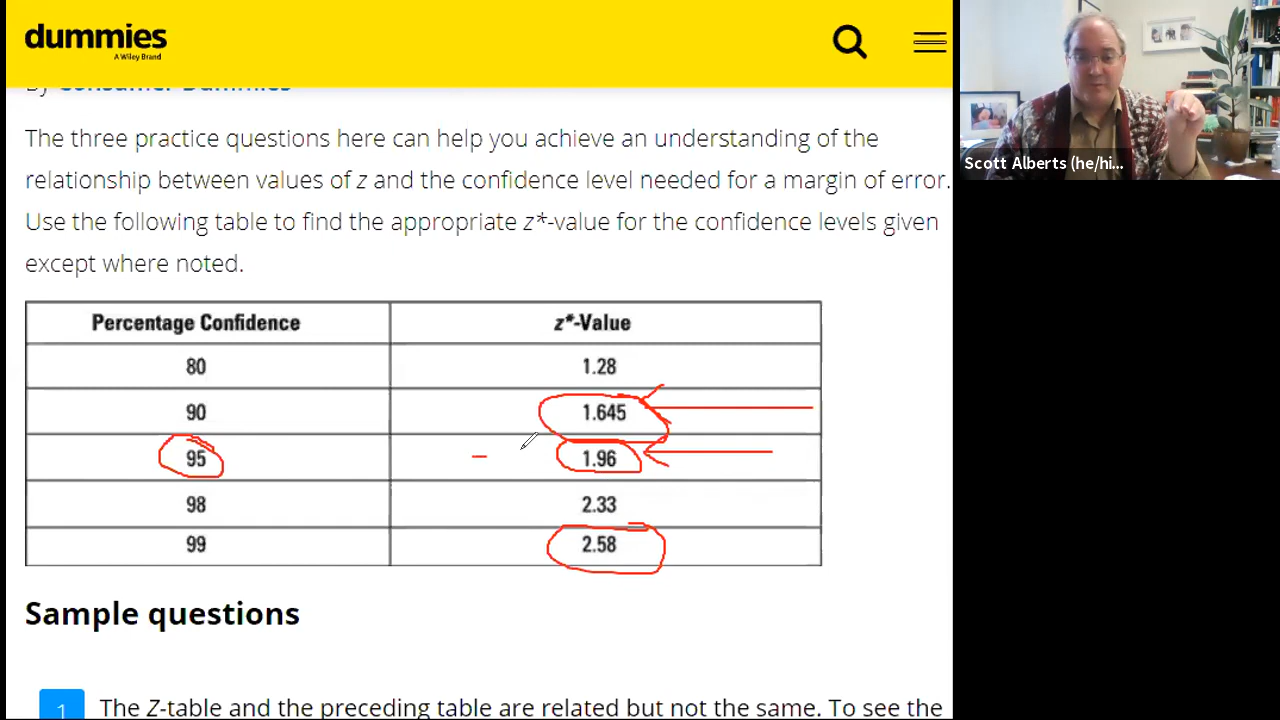 dummies
A Wiley Brand
By Consumer Dummies
The three practice questions here can help you achieve an understanding of the
relationship between values of z and the confidence level needed for a margin of error.
Use the following table to find the appropriate z*-value for the confidence levels given
except where noted.
Percentage Confidence z*-Value
80 1.28
90 1.645
95 1.96
98 2.33
99 2.58
Sample questions
1 The Z-table and the preceding table are related but not the same. To see the
Scott Alberts (he/hi...